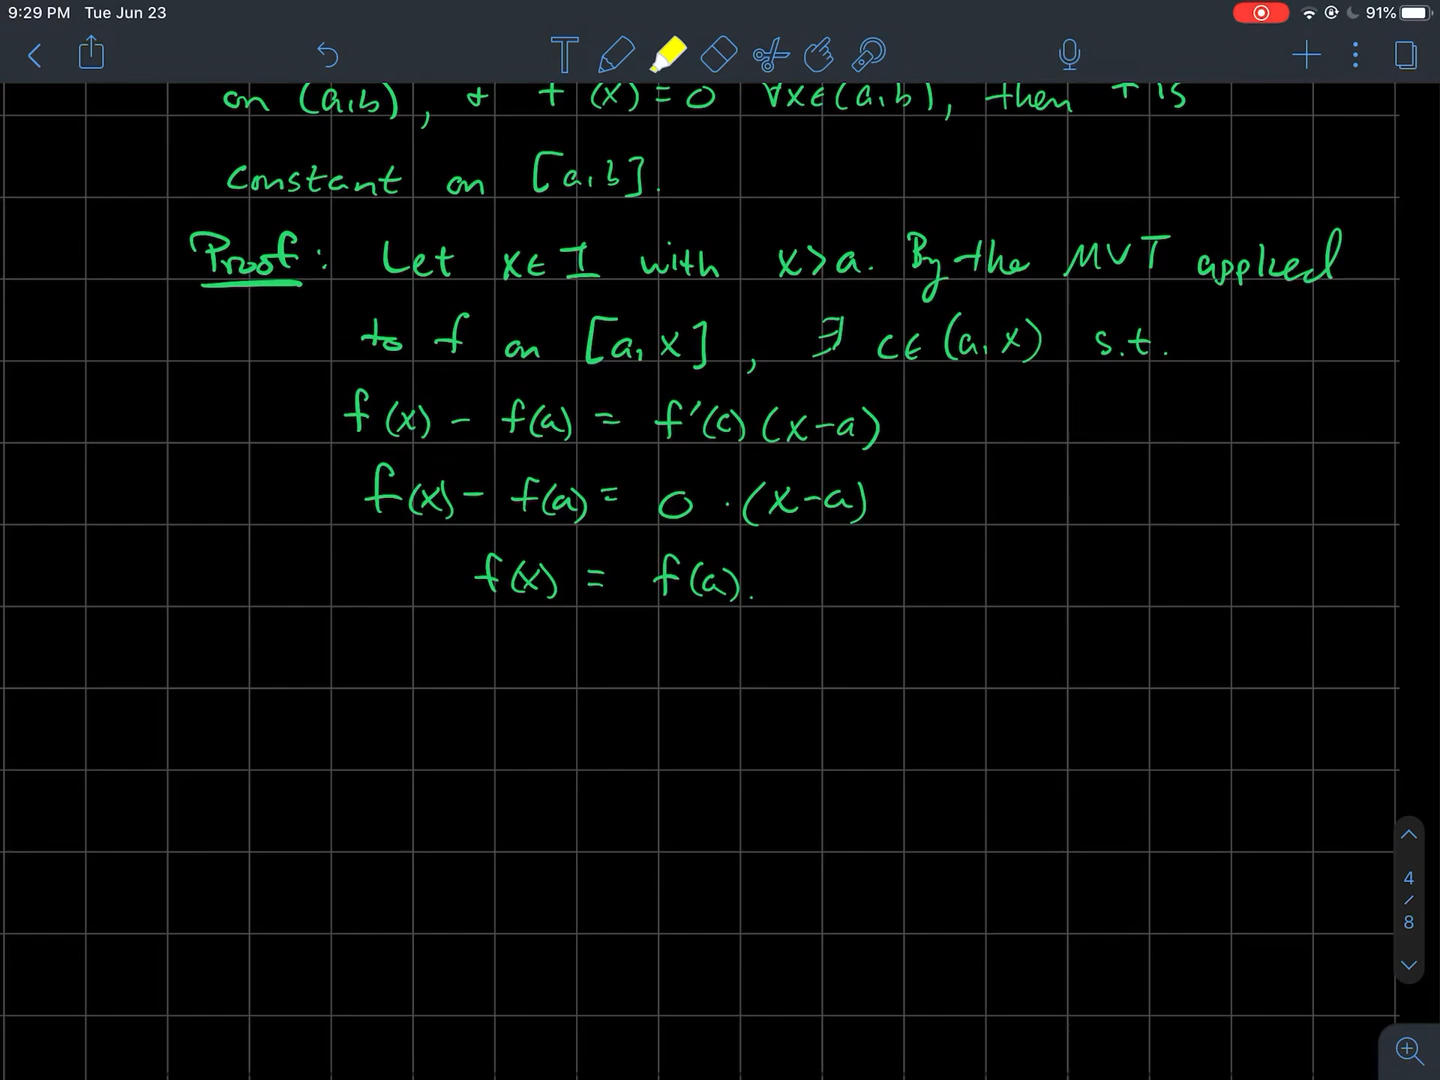 9:29 PM Tue Jun 23 91%
on (a,b), & f (x) = 0 ∀x∈(a,b), then f is
constant on [a,b].
Proof: Let x∈ I with x>a. By the MVT applied
to f on [a,x], ∃ c∈ (a,x) s.t.
f(x) - f(a) = f'(c) (x-a)
f(x) - f(a) = 0 · (x-a)
f(x) = f(a).
4
/
8